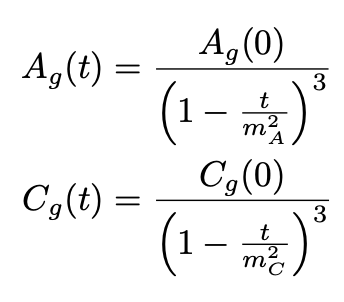 A_g(t) = \frac{A_g(0)}{\left(1 - \frac{t}{m_A^2}\right)^3}
C_g(t) = \frac{C_g(0)}{\left(1 - \frac{t}{m_C^2}\right)^3}